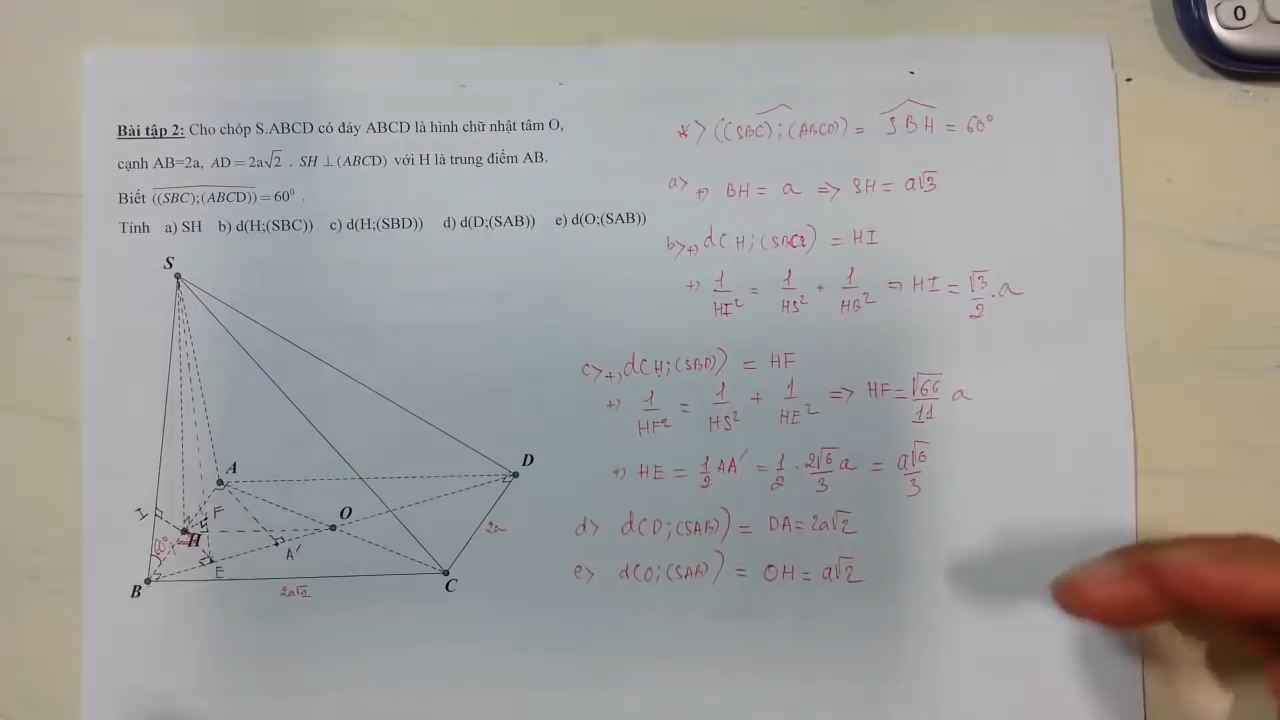 Bài tập 2: Cho chóp S.ABCD có đáy ABCD là hình chữ nhật tâm O,
cạnh AB=2a, AD = 2a√2 . SH ⊥ (ABCD) với H là trung điểm AB.
Biết ((SBC);(ABCD)) = 60⁰ .
Tính a) SH b) d(H;(SBC)) c) d(H;(SBD)) d) d(D;(SAB)) e) d(O;(SAB))
S
A
D
I
F
O
H
2a
60°
A'
E
B
C
2a√2
*> ((SBC);(ABCD)) = SBH = 60°
a> +, BH = a => SH = a√3
b> +, d(H;(SBC)) = HI
+, 1/HI² = 1/HS² + 1/HB² => HI = √3/2 . a
c> +, d(H;(SBD)) = HF
+, 1/HF² = 1/HS² + 1/HE² => HF = √66/11 a
+, HE = 1/2 AA' = 1/2 . 2√6/3 a = a√6/3
d> d(D;(SAB)) = DA = 2a√2
e> d(O;(SAB)) = OH = a√2
0